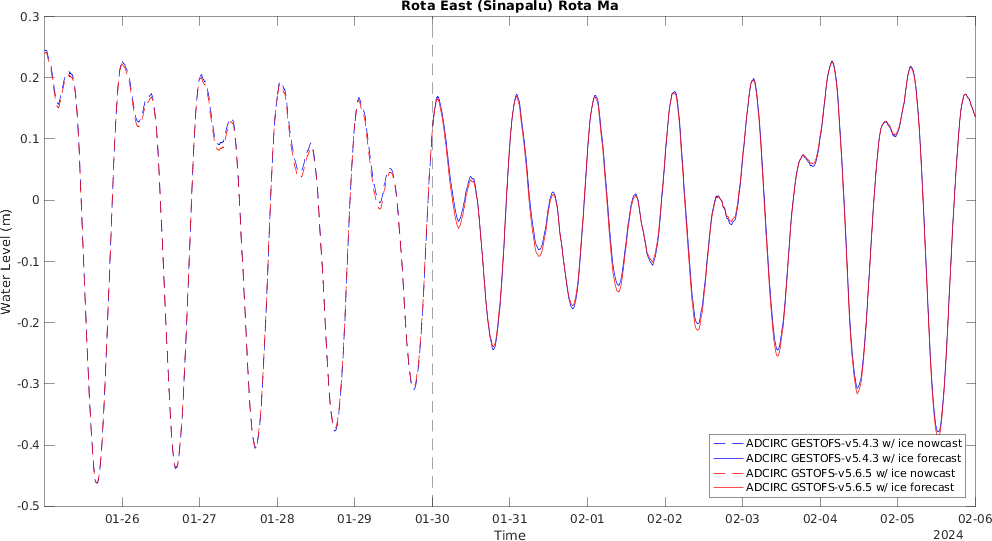 Rota East (Sinapalu) Rota Ma
0.3
0.2
0.1
0
-0.1
-0.2
-0.3
-0.4
-0.5
Water Level (m)
ADCIRC GESTOFS-v5.4.3 w/ ice nowcast
ADCIRC GESTOFS-v5.4.3 w/ ice forecast
ADCIRC GSTOFS-v5.6.5 w/ ice nowcast
ADCIRC GSTOFS-v5.6.5 w/ ice forecast
01-26 01-27 01-28 01-29 01-30 01-31 02-01 02-02 02-03 02-04 02-05 02-06
Time
2024